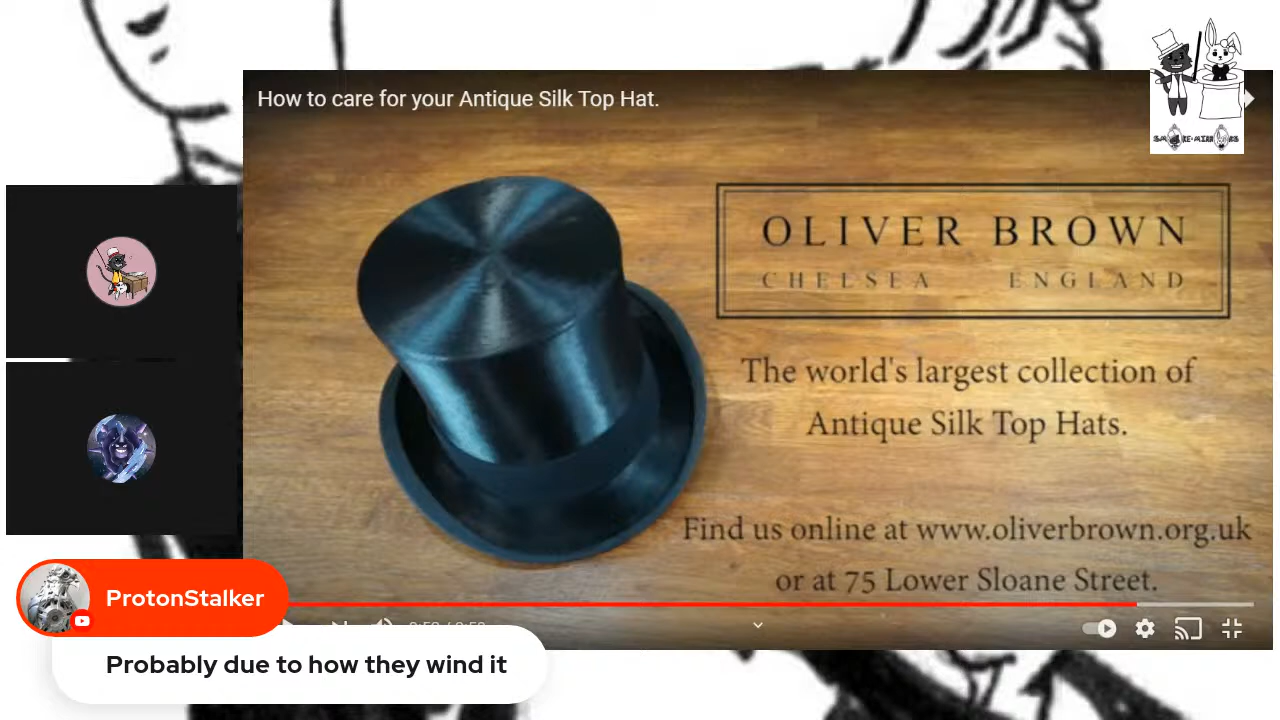 How to care for your Antique Silk Top Hat.
OLIVER BROWN
CHELSEA ENGLAND
The world's largest collection of
Antique Silk Top Hats.
Find us online at www.oliverbrown.org.uk
or at 75 Lower Sloane Street.
ProtonStalker
Probably due to how they wind it